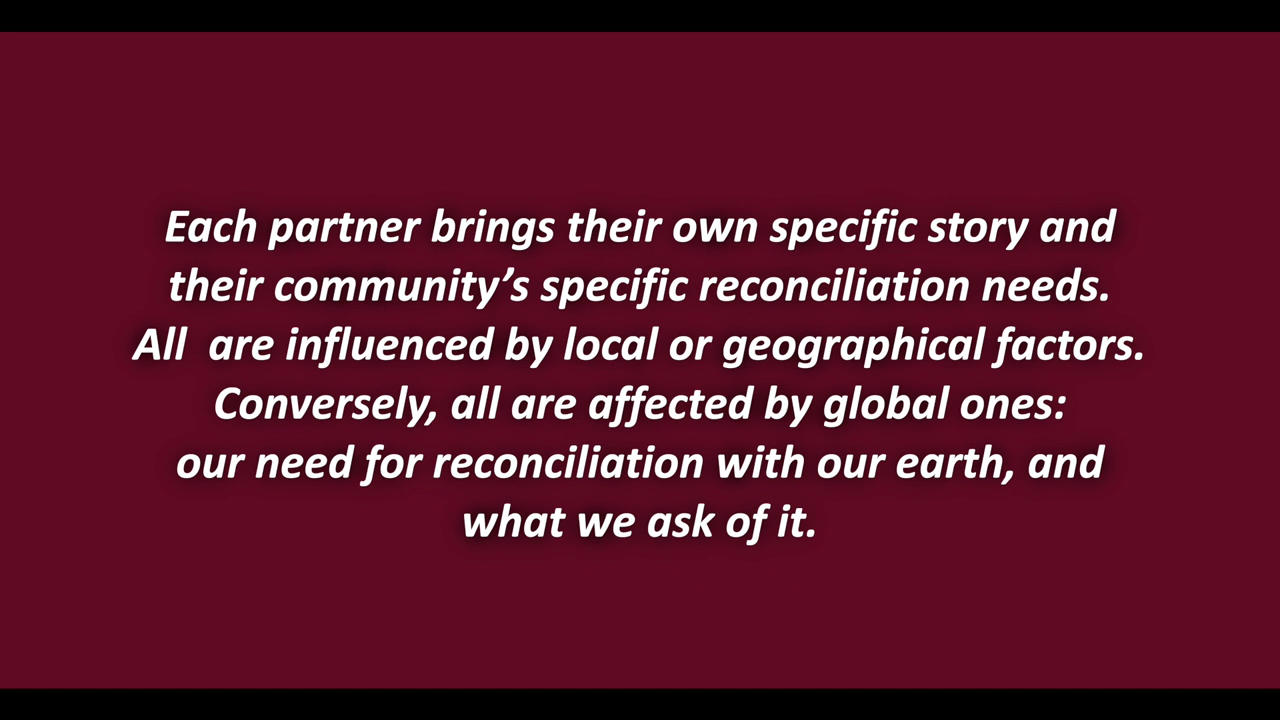 Each partner brings their own specific story and
their community’s specific reconciliation needs.
All  are influenced by local or geographical factors.
Conversely, all are affected by global ones:
our need for reconciliation with our earth, and
what we ask of it.